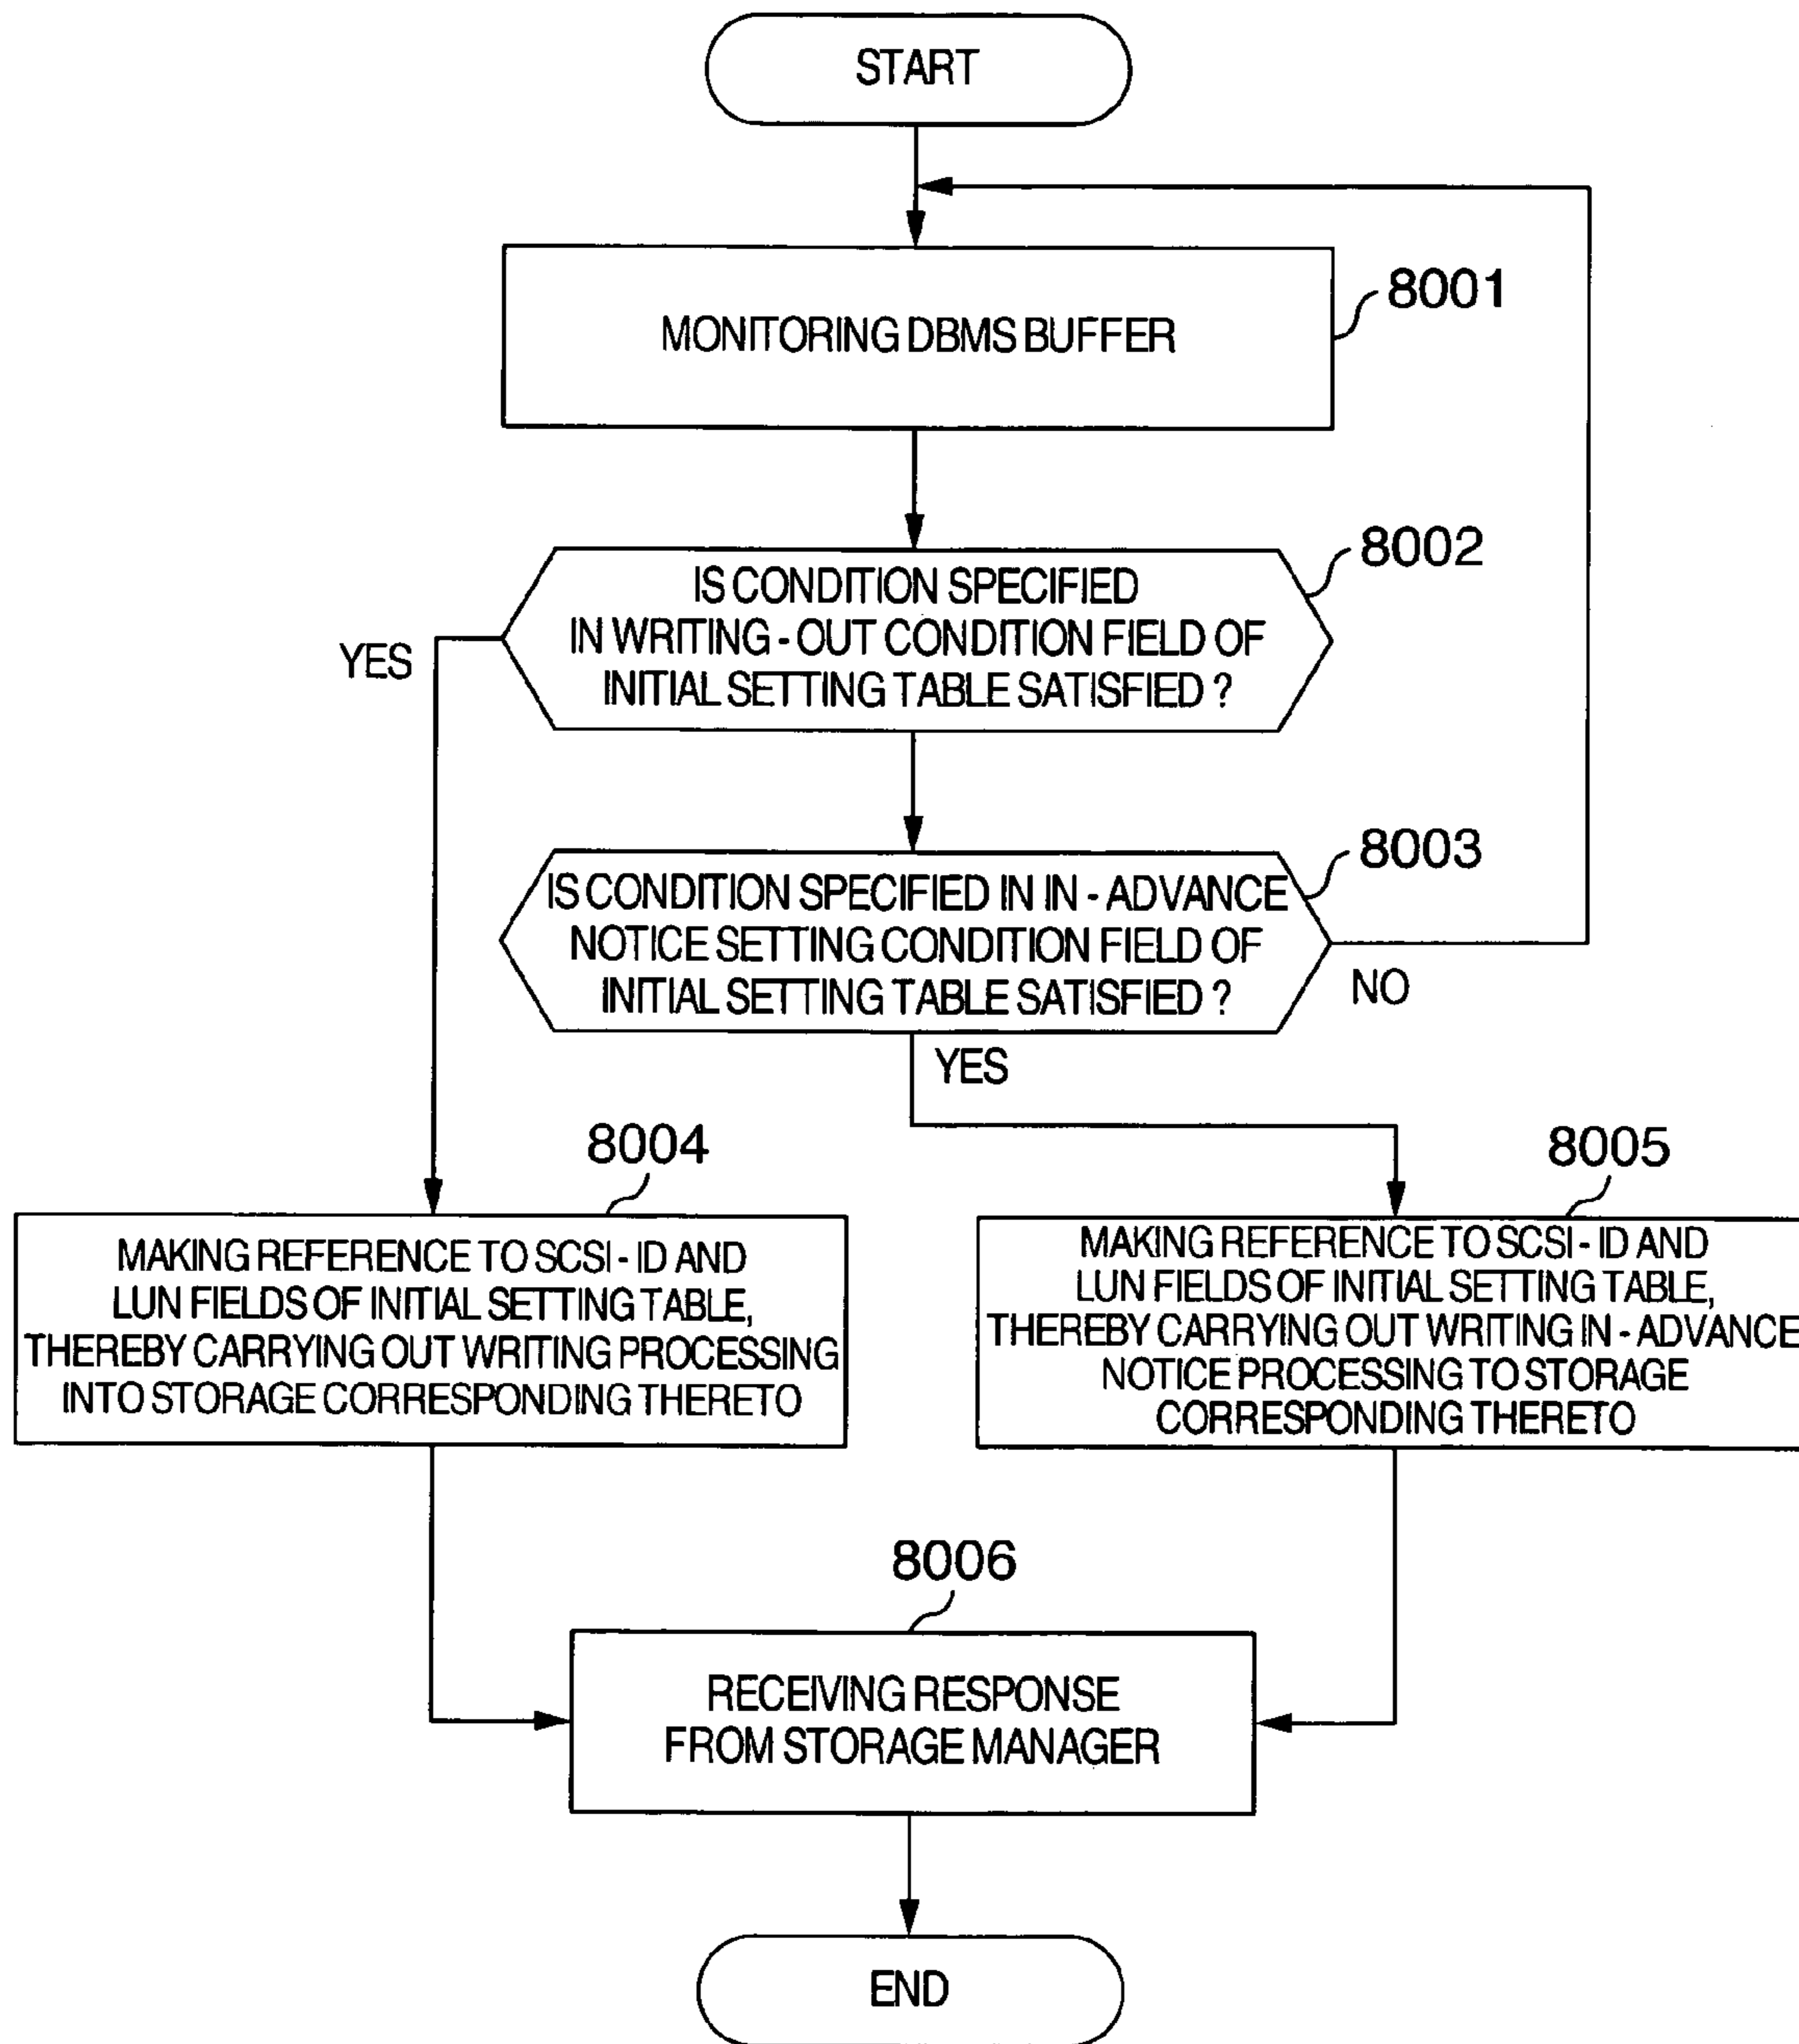 START
MONITORING DBMS BUFFER
8001
IS CONDITION SPECIFIED
IN WRITING - OUT CONDITION FIELD OF
INITIAL SETTING TABLE SATISFIED ?
8002
YES
IS CONDITION SPECIFIED IN IN - ADVANCE
NOTICE SETTING CONDITION FIELD OF
INITIAL SETTING TABLE SATISFIED ?
8003
NO
YES
8004
MAKING REFERENCE TO SCSI - ID AND
LUN FIELDS OF INITIAL SETTING TABLE,
THEREBY CARRYING OUT WRITING PROCESSING
INTO STORAGE CORRESPONDING THERETO
8005
MAKING REFERENCE TO SCSI - ID AND
LUN FIELDS OF INITIAL SETTING TABLE,
THEREBY CARRYING OUT WRITING IN - ADVANCE
NOTICE PROCESSING TO STORAGE
CORRESPONDING THERETO
8006
RECEIVING RESPONSE
FROM STORAGE MANAGER
END